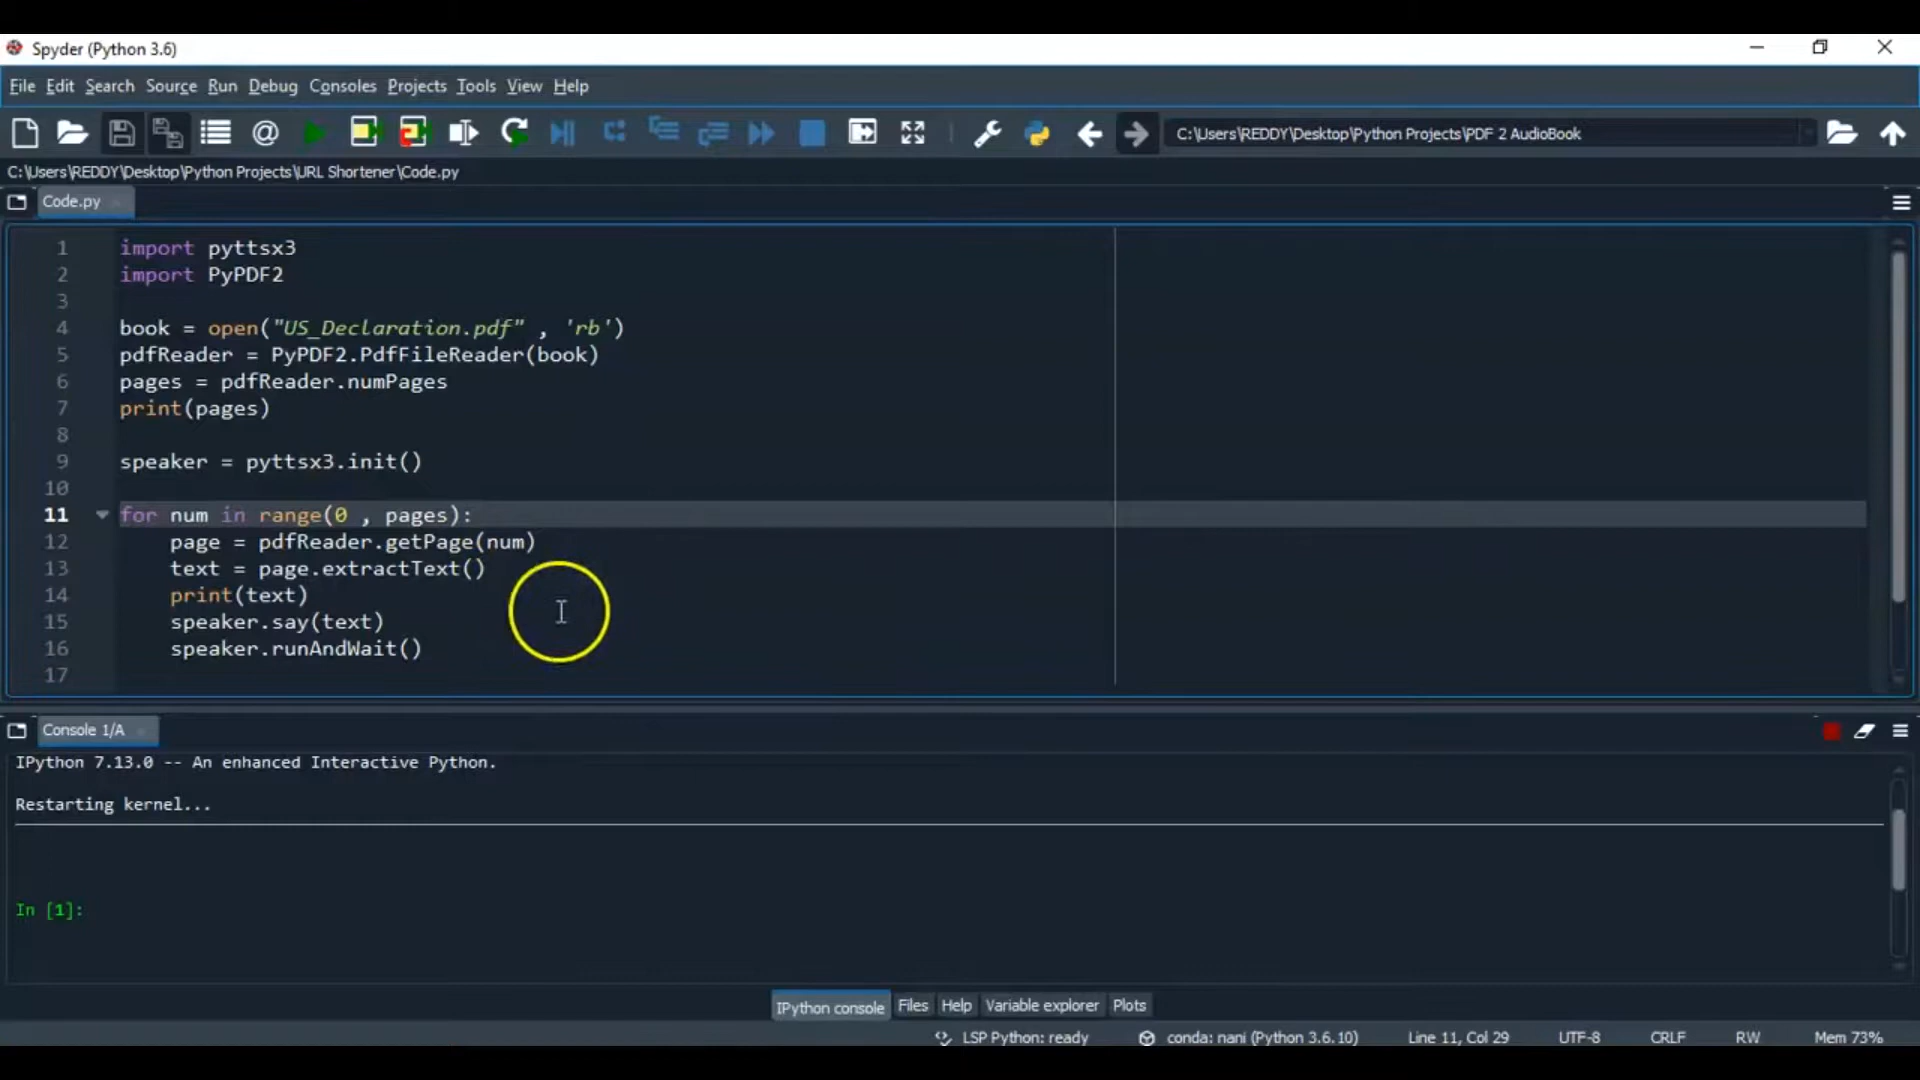 Spyder (Python 3.6)
File Edit Search Source Run Debug Consoles Projects Tools View Help
C:\Users\REDDY\Desktop\Python Projects\PDF 2 AudioBook
C:\Users\REDDY\Desktop\Python Projects\URL Shortener\Code.py
Code.py
1 import pyttsx3
2 import PyPDF2
3
4 book = open("US_Declaration.pdf" , 'rb')
5 pdfReader = PyPDF2.PdfFileReader(book)
6 pages = pdfReader.numPages
7 print(pages)
8
9 speaker = pyttsx3.init()
10
11 for num in range(0 , pages):
12 page = pdfReader.getPage(num)
13 text = page.extractText()
14 print(text)
15 speaker.say(text)
16 speaker.runAndWait()
17
Console 1/A
IPython 7.13.0 -- An enhanced Interactive Python.
Restarting kernel...
In [1]:
IPython console Files Help Variable explorer Plots
LSP Python: ready conda: nani (Python 3.6.10) Line 11, Col 29 UTF-8 CRLF RW Mem 73%